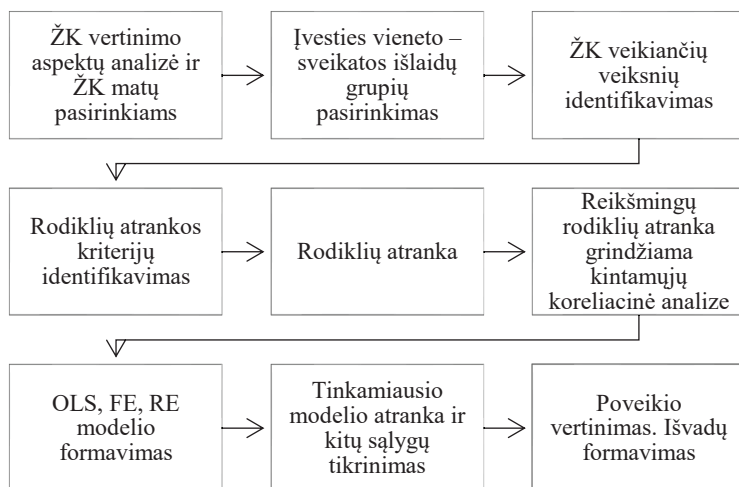 ŽK vertinimo
aspektų analizė ir
ŽK matų
pasirinkiams
Įvesties vieneto –
sveikatos išlaidų
grupių
pasirinkimas
ŽK veikiančių
veiksnių
identifikavimas
Rodiklių atrankos
kriterijų
identifikavimas
Rodiklių atranka
Reikšmingų
rodiklių atranka
grindžiama
kintamųjų
koreliacinė analize
OLS, FE, RE
modelio
formavimas
Tinkamiausio
modelio atranka ir
kitų sąlygų
tikrinimas
Poveikio
vertinimas. Išvadų
formavimas